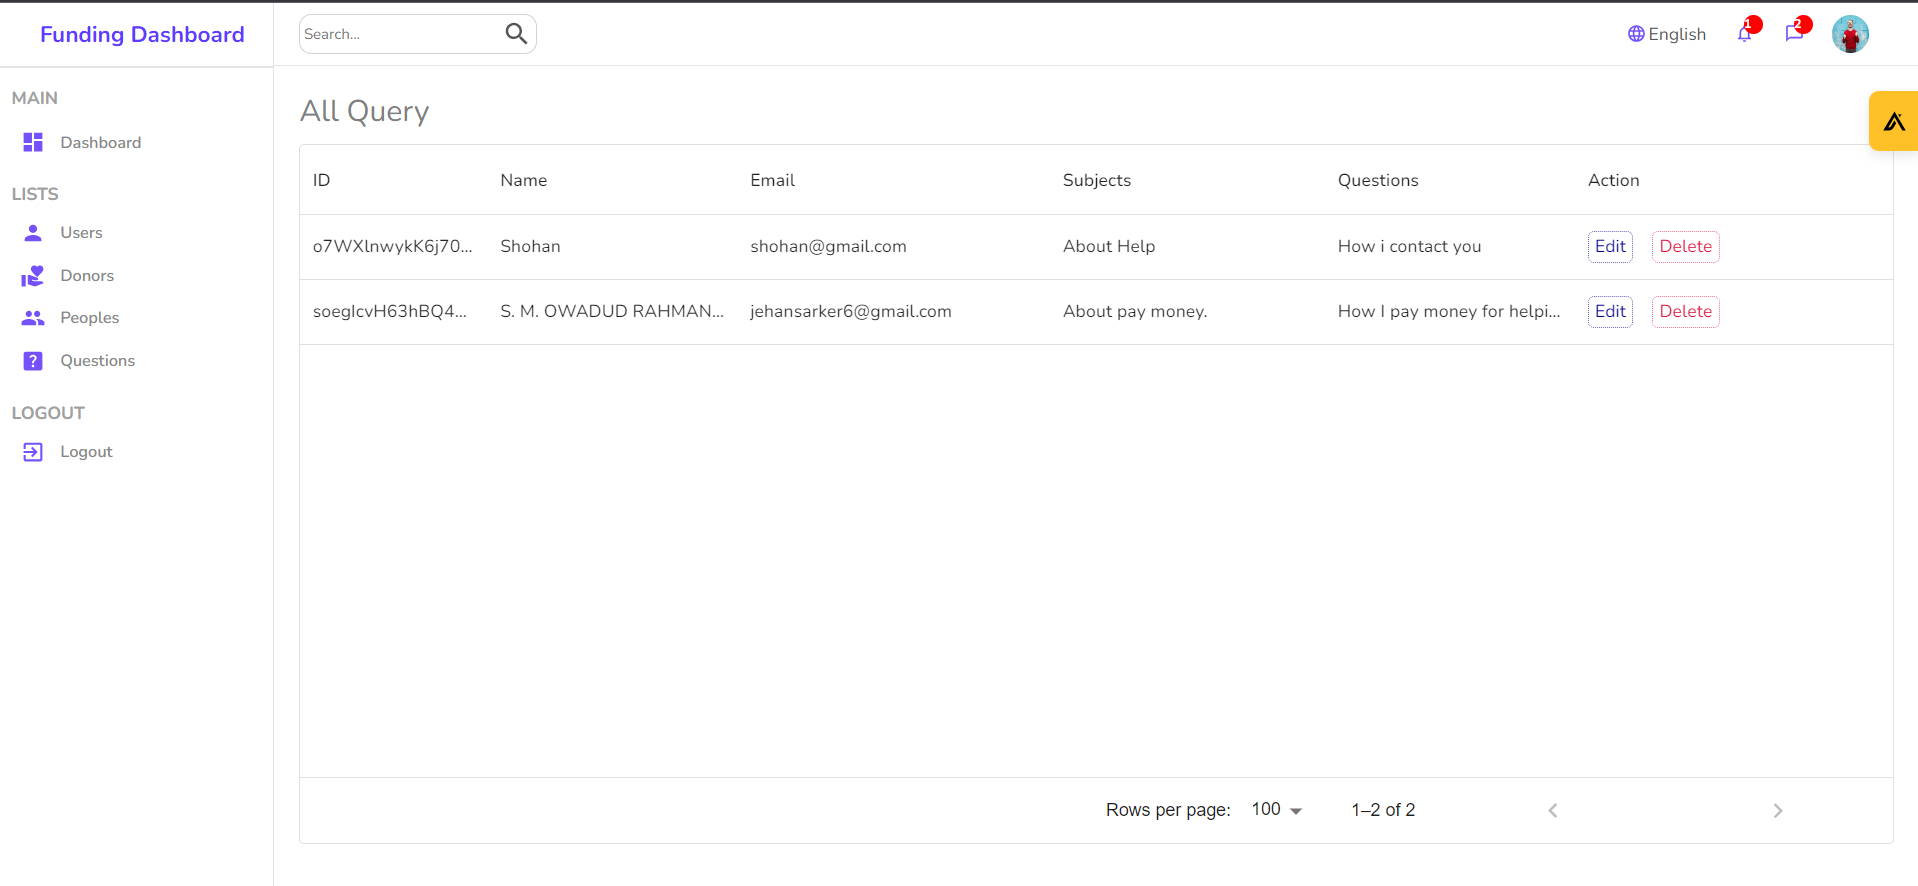 Funding Dashboard
Search...
English
1
2
MAIN
Dashboard
LISTS
Users
Donors
Peoples
Questions
LOGOUT
Logout
All Query
ID Name Email Subjects Questions Action
o7WXlnwykK6j70... Shohan shohan@gmail.com About Help How i contact you Edit Delete
soeglcvH63hBQ4... S. M. OWADUD RAHMAN... jehansarker6@gmail.com About pay money. How I pay money for helpi... Edit Delete
Rows per page: 100 1–2 of 2